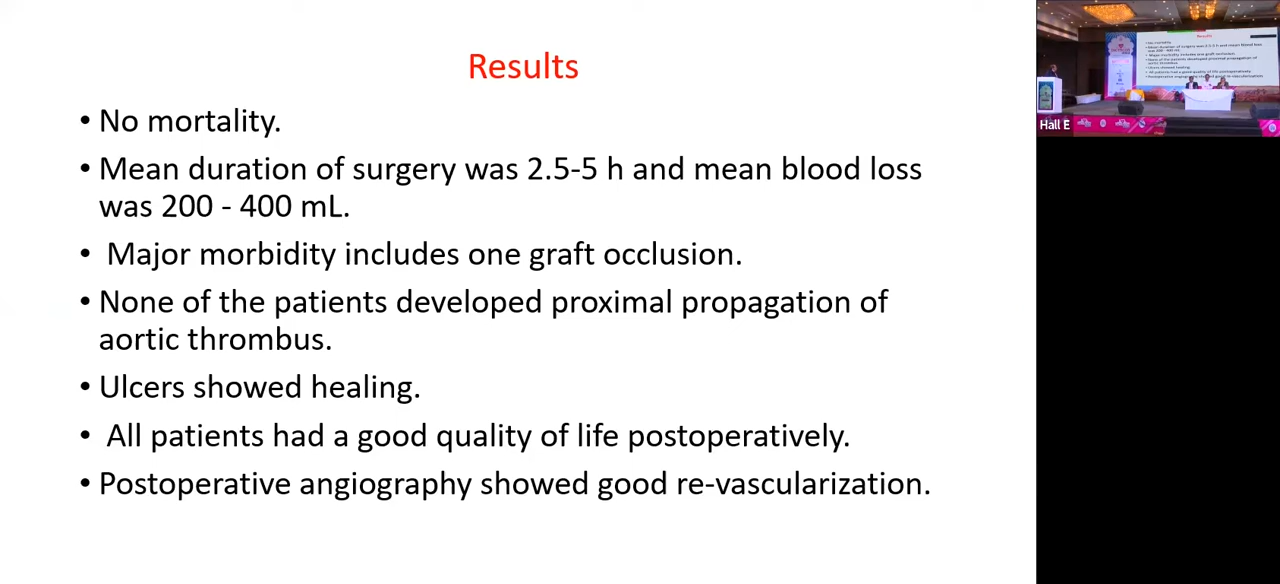 Results
• No mortality.
• Mean duration of surgery was 2.5-5 h and mean blood loss
was 200 - 400 mL.
• Major morbidity includes one graft occlusion.
• None of the patients developed proximal propagation of
aortic thrombus.
• Ulcers showed healing.
• All patients had a good quality of life postoperatively.
• Postoperative angiography showed good re-vascularization.
Hall E